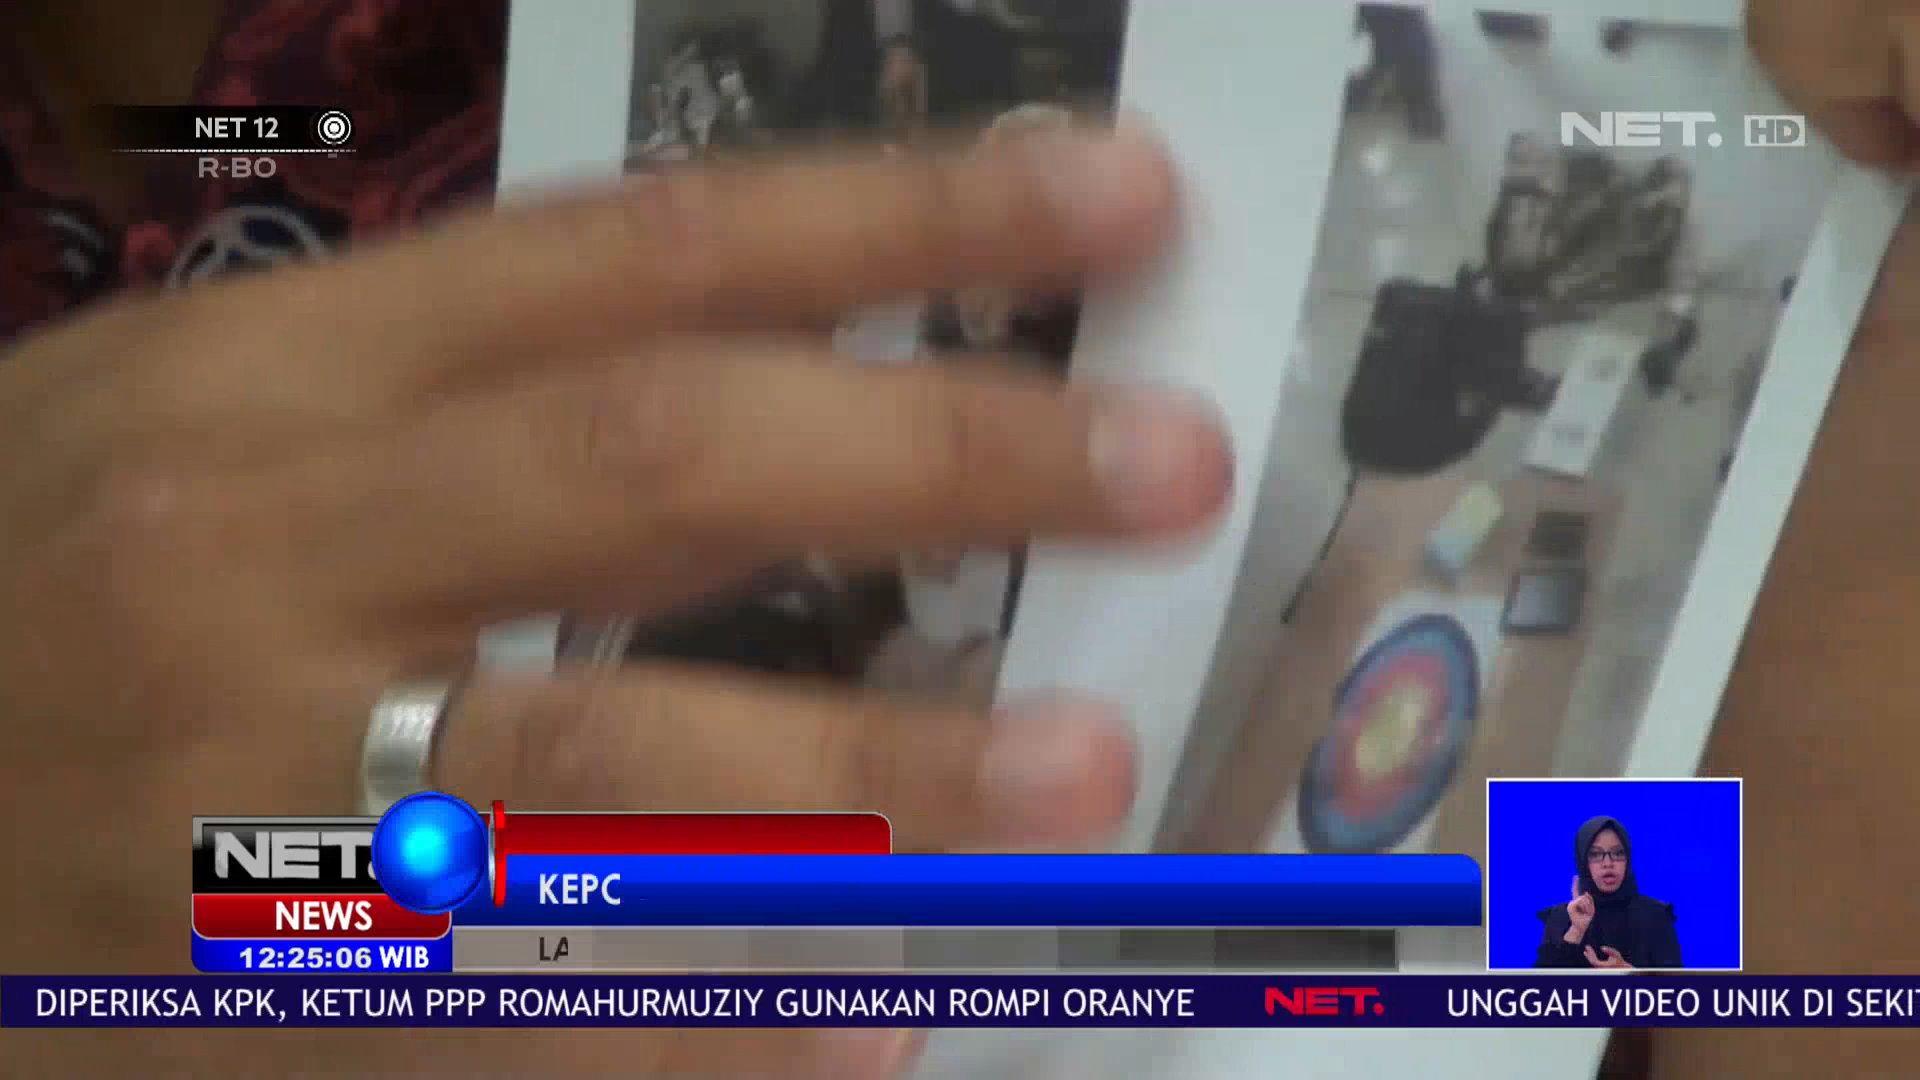 NET 12
R-BO
NET. HD
NET.
NEWS
12:25:06 WIB
KEPC
LA
DIPERIKSA KPK, KETUM PPP ROMAHURMUZIY GUNAKAN ROMPI ORANYE NET. UNGGAH VIDEO UNIK DI SEKIT